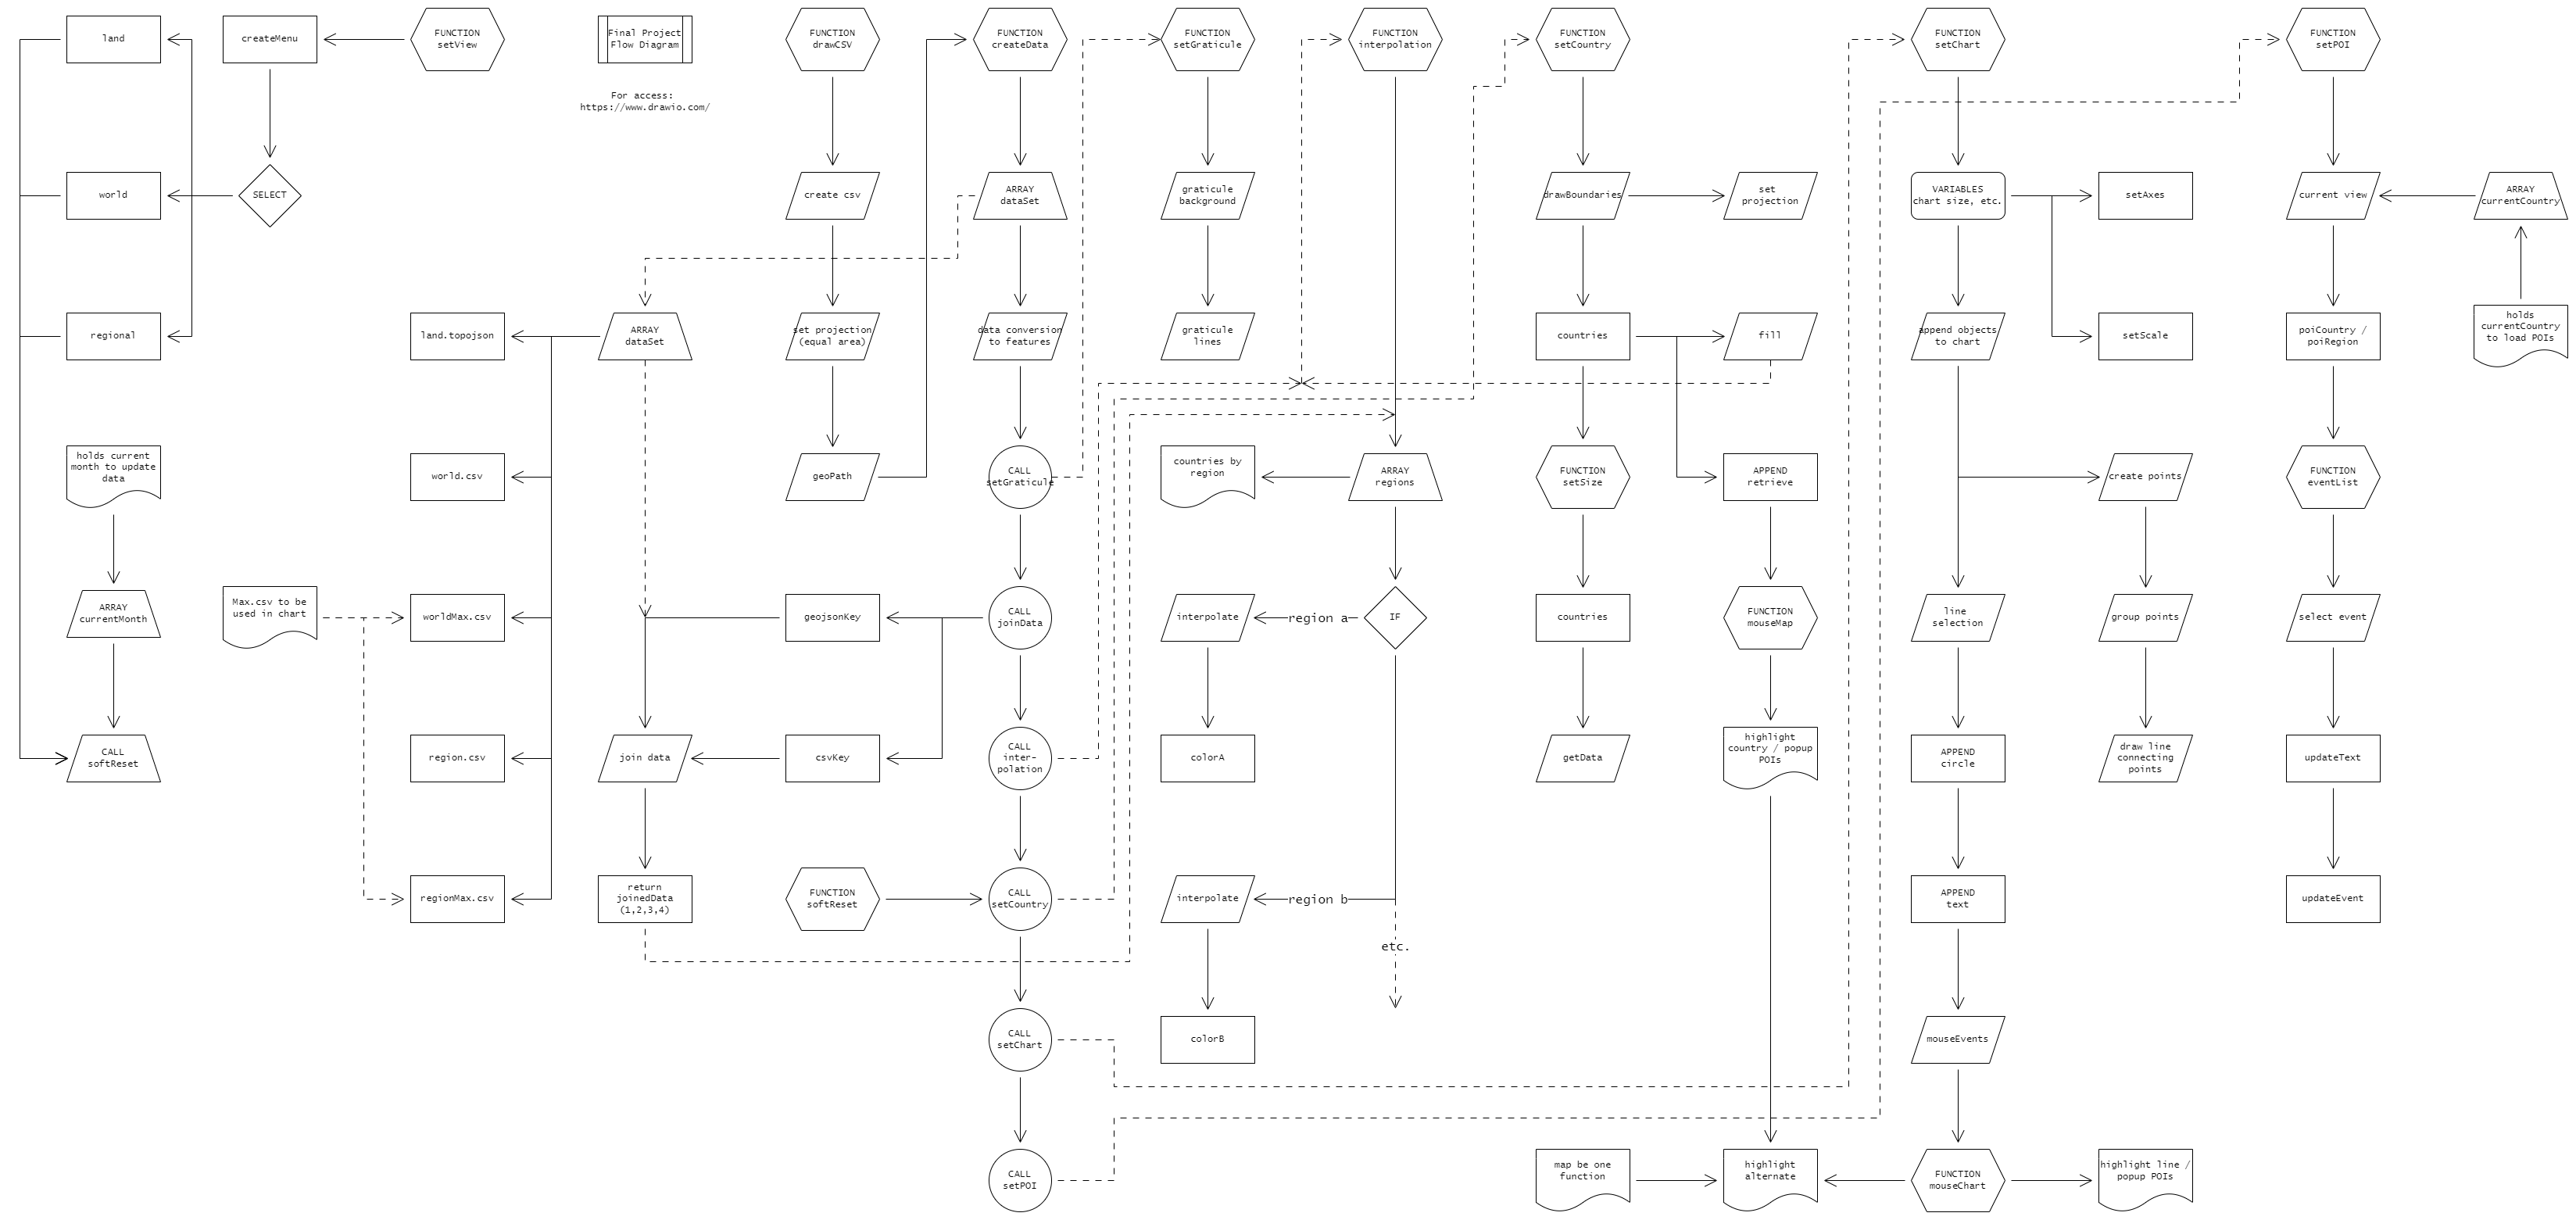 land
createMenu
FUNCTION
setView
Final Project
Flow Diagram
FUNCTION
drawCSV
FUNCTION
createData
FUNCTION
setGraticule
FUNCTION
interpolation
FUNCTION
setCountry
FUNCTION
setChart
FUNCTION
setPOI
For access:
https://www.drawio.com/
world
SELECT
create csv
ARRAY
dataSet
graticule
background
drawBoundaries
set
projection
VARIABLES
chart size, etc.
setAxes
current view
ARRAY
currentCountry
regional
land.topojson
ARRAY
dataSet
set projection
(equal area)
data conversion
to features
graticule
lines
countries
fill
append objects
to chart
setScale
poiCountry /
poiRegion
holds
currentCountry
to load POIs
holds current
month to update
data
world.csv
geoPath
CALL
setGraticule
countries by
region
ARRAY
regions
FUNCTION
setSize
APPEND
retrieve
create points
FUNCTION
eventList
ARRAY
currentMonth
Max.csv to be
used in chart
worldMax.csv
geojsonKey
CALL
joinData
interpolate
region a
IF
countries
FUNCTION
mouseMap
line
selection
group points
select event
CALL
softReset
region.csv
join data
csvKey
CALL
inter-
polation
colorA
getData
highlight
country / popup
POIs
APPEND
circle
draw line
connecting
points
updateText
regionMax.csv
return
joinedData
(1,2,3,4)
FUNCTION
softReset
CALL
setCountry
interpolate
region b
etc.
APPEND
text
updateEvent
CALL
setChart
colorB
mouseEvents
CALL
setPOI
map be one
function
highlight
alternate
FUNCTION
mouseChart
highlight line /
popup POIs